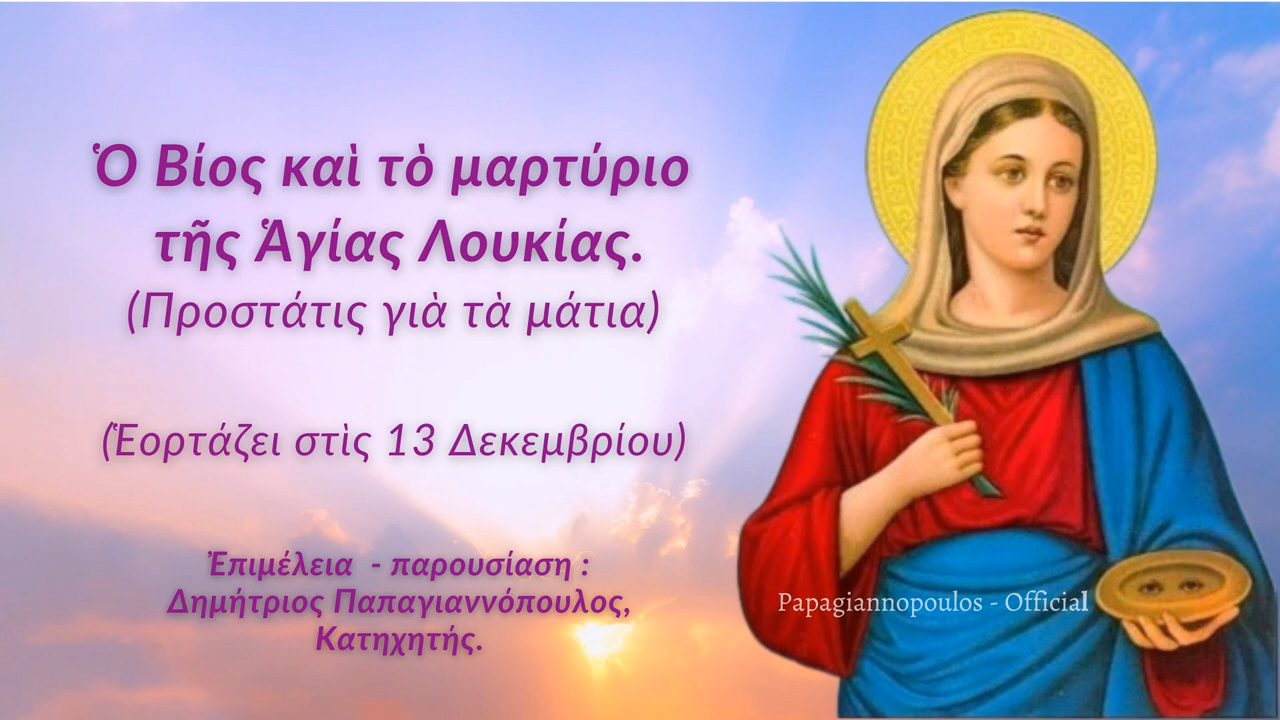 Ὁ Βίος καὶ τὸ μαρτύριο
τῆς Ἁγίας Λουκίας.
(Προστάτις γιὰ τὰ μάτια)
(Ἑορτάζει στὶς 13 Δεκεμβρίου)
Ἐπιμέλεια - παρουσίαση :
Δημήτριος Παπαγιαννόπουλος,
Κατηχητής.
Papagiannopoulos - Official